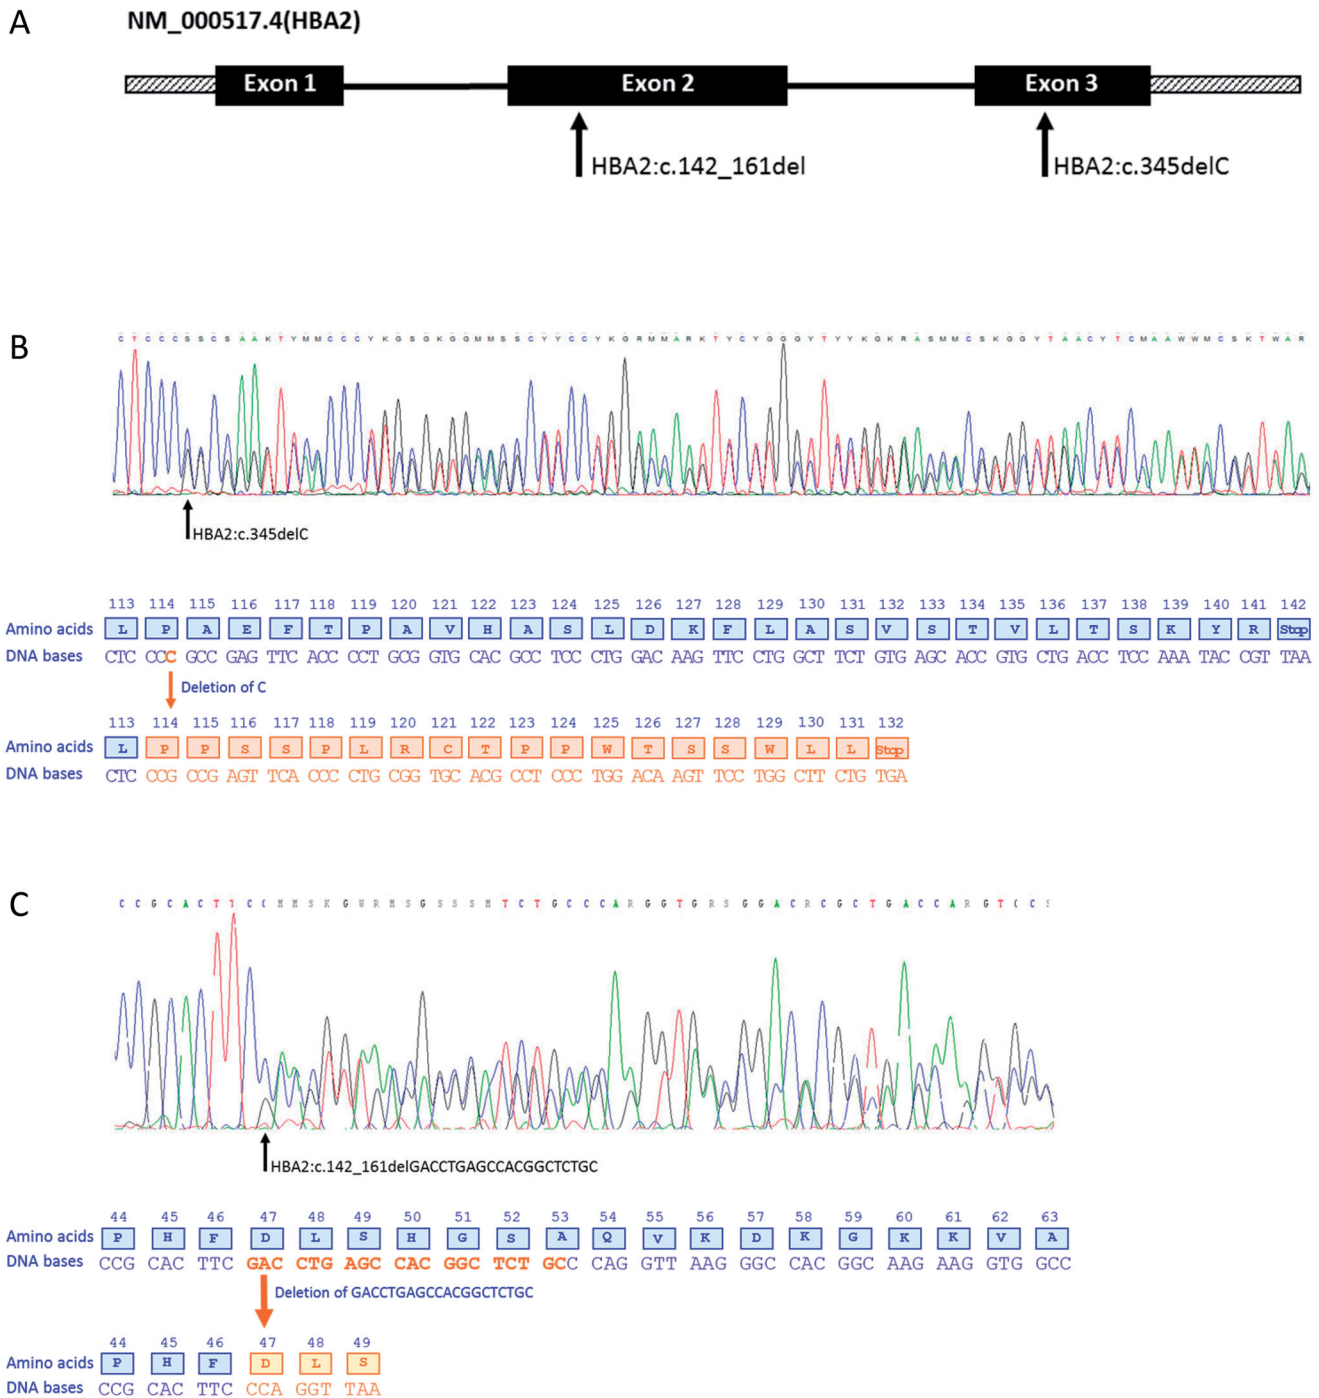 A
NM_000517.4(HBA2)
Exon 1 Exon 2 Exon 3
HBA2:c.142_161del HBA2:c.345delC
B
C T C C C S S C S A A K T Y M M C C C Y K G S G K G G M M S S C Y Y C C Y K G R M M A R K T Y C Y G G G Y T Y Y K G K R A S M M C S K G G Y T A A C Y T C M A A W W M C S K T W A R
HBA2:c.345delC
113 114 115 116 117 118 119 120 121 122 123 124 125 126 127 128 129 130 131 132 133 134 135 136 137 138 139 140 141 142
Amino acids L P A E F T P A V H A S L D K F L A S V S T V L T S K Y R Stop
DNA bases CTC CCC GCC GAG TTC ACC CCT GCG GTG CAC GCC TCC CTG GAC AAG TTC CTG GCT TCT GTG AGC ACC GTG CTG ACC TCC AAA TAC CGT TAA
Deletion of C
113 114 115 116 117 118 119 120 121 122 123 124 125 126 127 128 129 130 131 132
Amino acids L P P S S P L R C T P P W T S S W L L Stop
DNA bases CTC CCG CCG AGT TCA CCC CTG CGG TGC ACG CCT CCC TGG ACA AGT TCC TGG CTT CTG TGA
C
C C G C A C T T C
HBA2:c.142_161delGACCTGAGCCACGGCTCTGC
44 45 46 47 48 49 50 51 52 53 54 55 56 57 58 59 60 61 62 63
Amino acids P H F D L S H G S A Q V K D K G K K V A
DNA bases CCG CAC TTC GAC CTG AGC CAC GGC TCT GCC CAG GTT AAG GGC CAC GGC AAG AAG GTG GCC
Deletion of GACCTGAGCCACGGCTCTGC
44 45 46 47 48 49
Amino acids P H F D L S
DNA bases CCG CAC TTC CCA GGT TAA